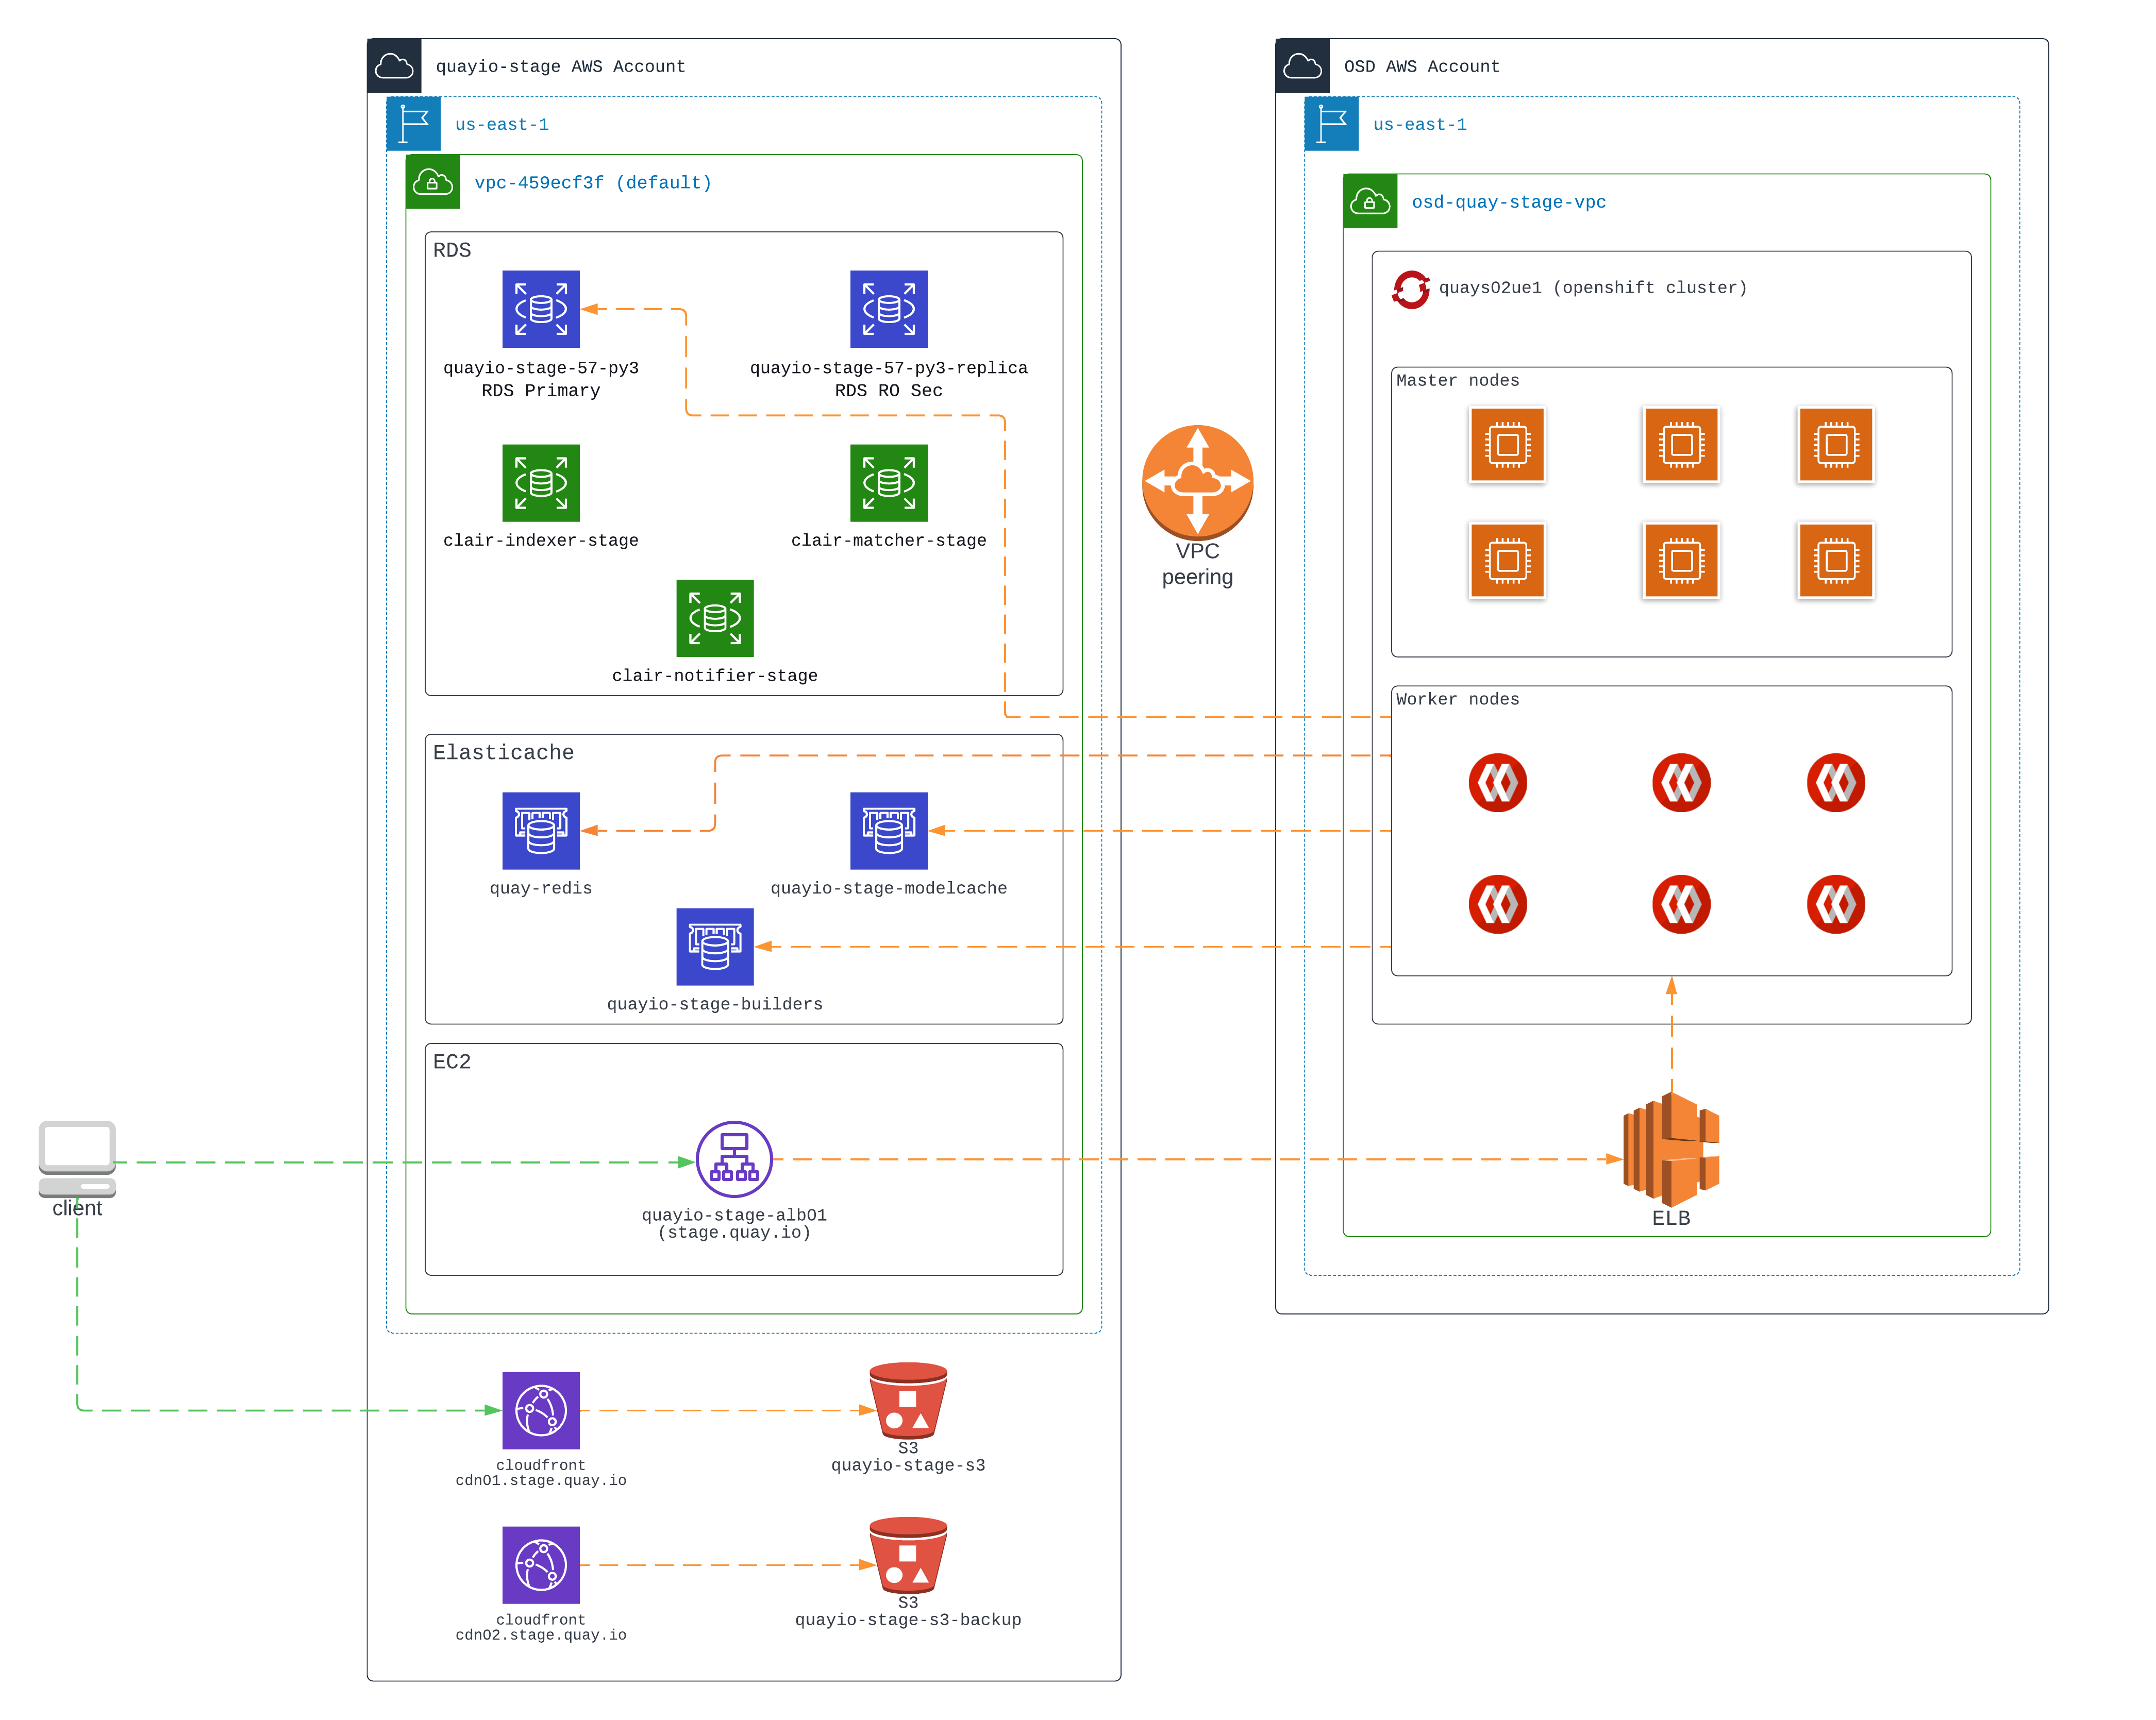 quayio-stage AWS Account
us-east-1
vpc-459ecf3f (default)
RDS
quayio-stage-57-py3
RDS Primary
quayio-stage-57-py3-replica
RDS RO Sec
clair-indexer-stage
clair-matcher-stage
clair-notifier-stage
Elasticache
quay-redis
quayio-stage-modelcache
quayio-stage-builders
EC2
quayio-stage-alb01
(stage.quay.io)
client
cloudfront
cdn01.stage.quay.io
S3
quayio-stage-s3
cloudfront
cdn02.stage.quay.io
S3
quayio-stage-s3-backup
VPC
peering
OSD AWS Account
us-east-1
osd-quay-stage-vpc
quays02ue1 (openshift cluster)
Master nodes
Worker nodes
ELB